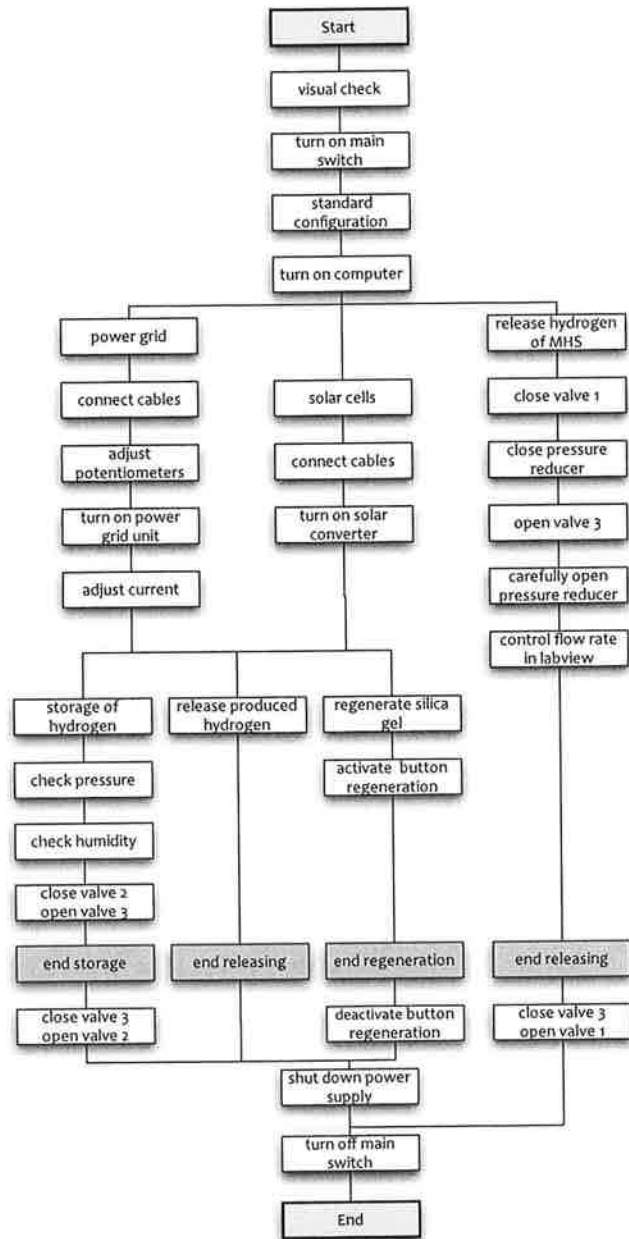 Start
visual check
turn on main
switch
standard
configuration
turn on computer
power grid
connect cables
adjust
potentiometers
turn on power
grid unit
adjust current
solar cells
connect cables
turn on solar
converter
release hydrogen
of MHS
close valve 1
close pressure
reducer
open valve 3
carefully open
pressure reducer
control flow rate
in labview
storage of
hydrogen
check pressure
check humidity
close valve 2
open valve 3
end storage
close valve 3
open valve 2
release produced
hydrogen
end releasing
regenerate silica
gel
activate button
regeneration
end regeneration
deactivate button
regeneration
end releasing
close valve 3
open valve 1
shut down power
supply
turn off main
switch
End